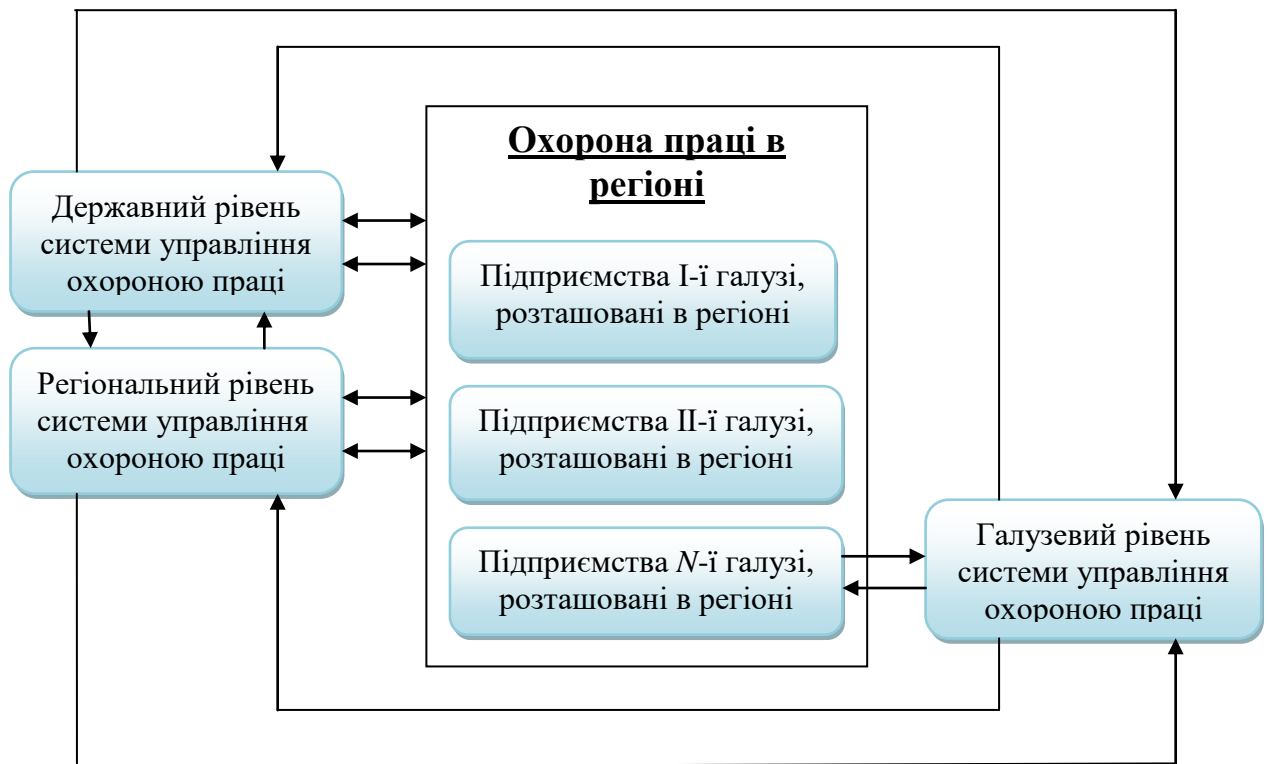 Охорона праці в
регіоні
Державний рівень
системи управління
охороною праці
Підприємства І-ї галузі,
розташовані в регіоні
Регіональний рівень
системи управління
охороною праці
Підприємства ІІ-ї галузі,
розташовані в регіоні
Підприємства N-ї галузі,
розташовані в регіоні
Галузевий рівень
системи управління
охороною праці